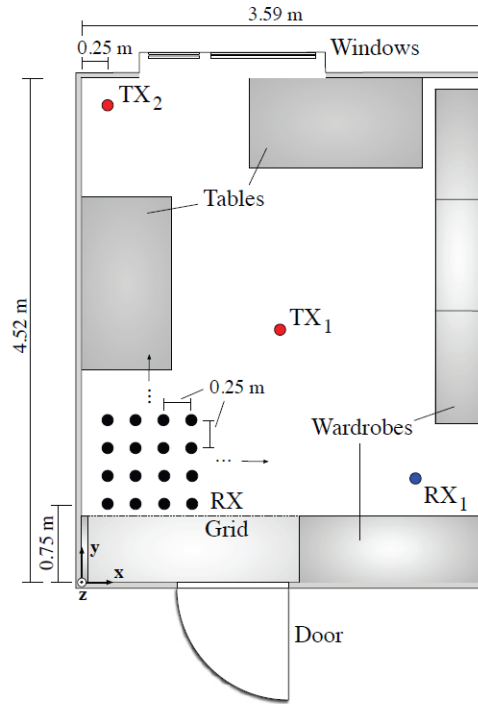 3.59 m
0.25 m
Windows
TX2
Tables
4.52 m
TX1
0.25 m
...
Wardrobes
...
RX
RX1
Grid
0.75 m
y
x
z
Door